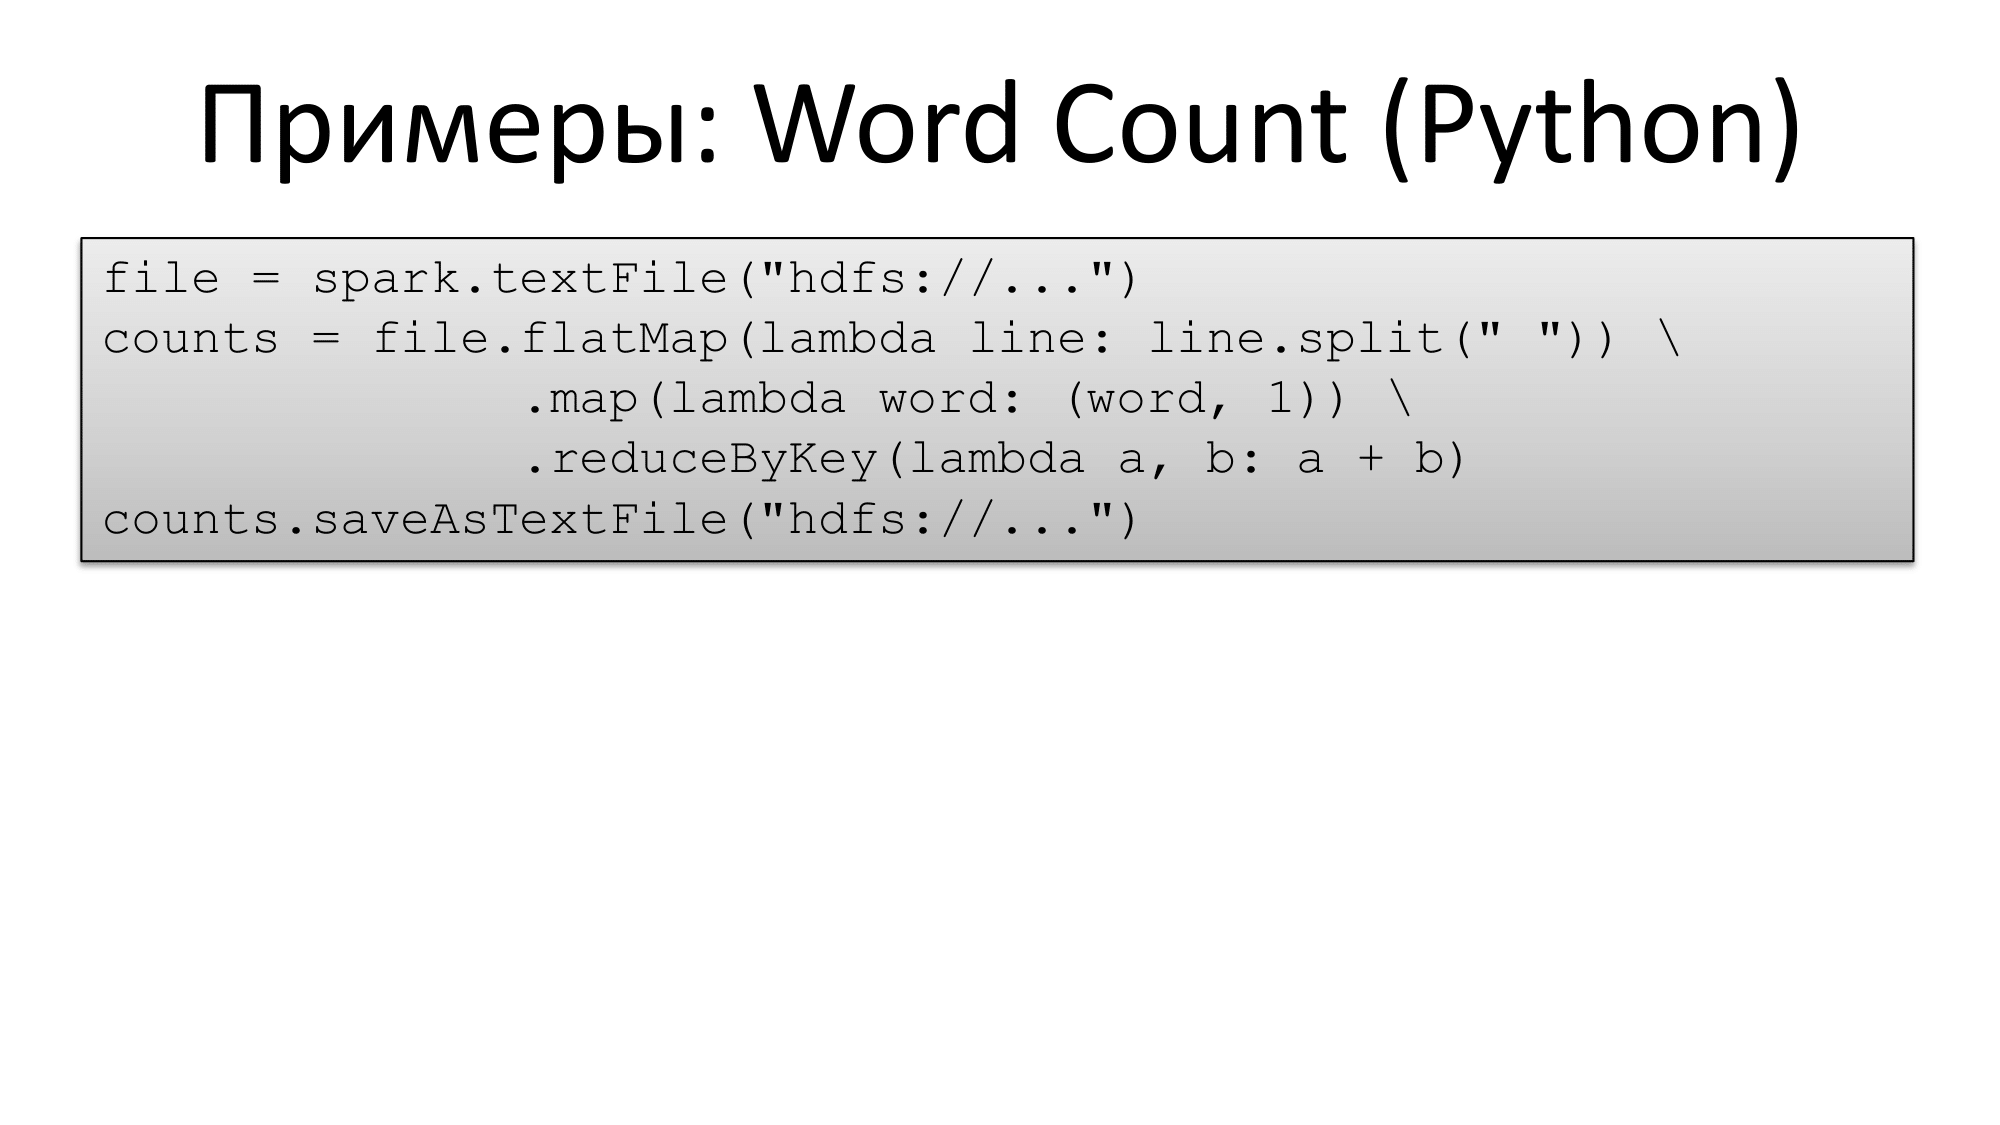 Примеры: Word Count (Python)
file = spark.textFile("hdfs://...")
counts = file.flatMap(lambda line: line.split(" ")) \
              .map(lambda word: (word, 1)) \
              .reduceByKey(lambda a, b: a + b)
counts.saveAsTextFile("hdfs://...")